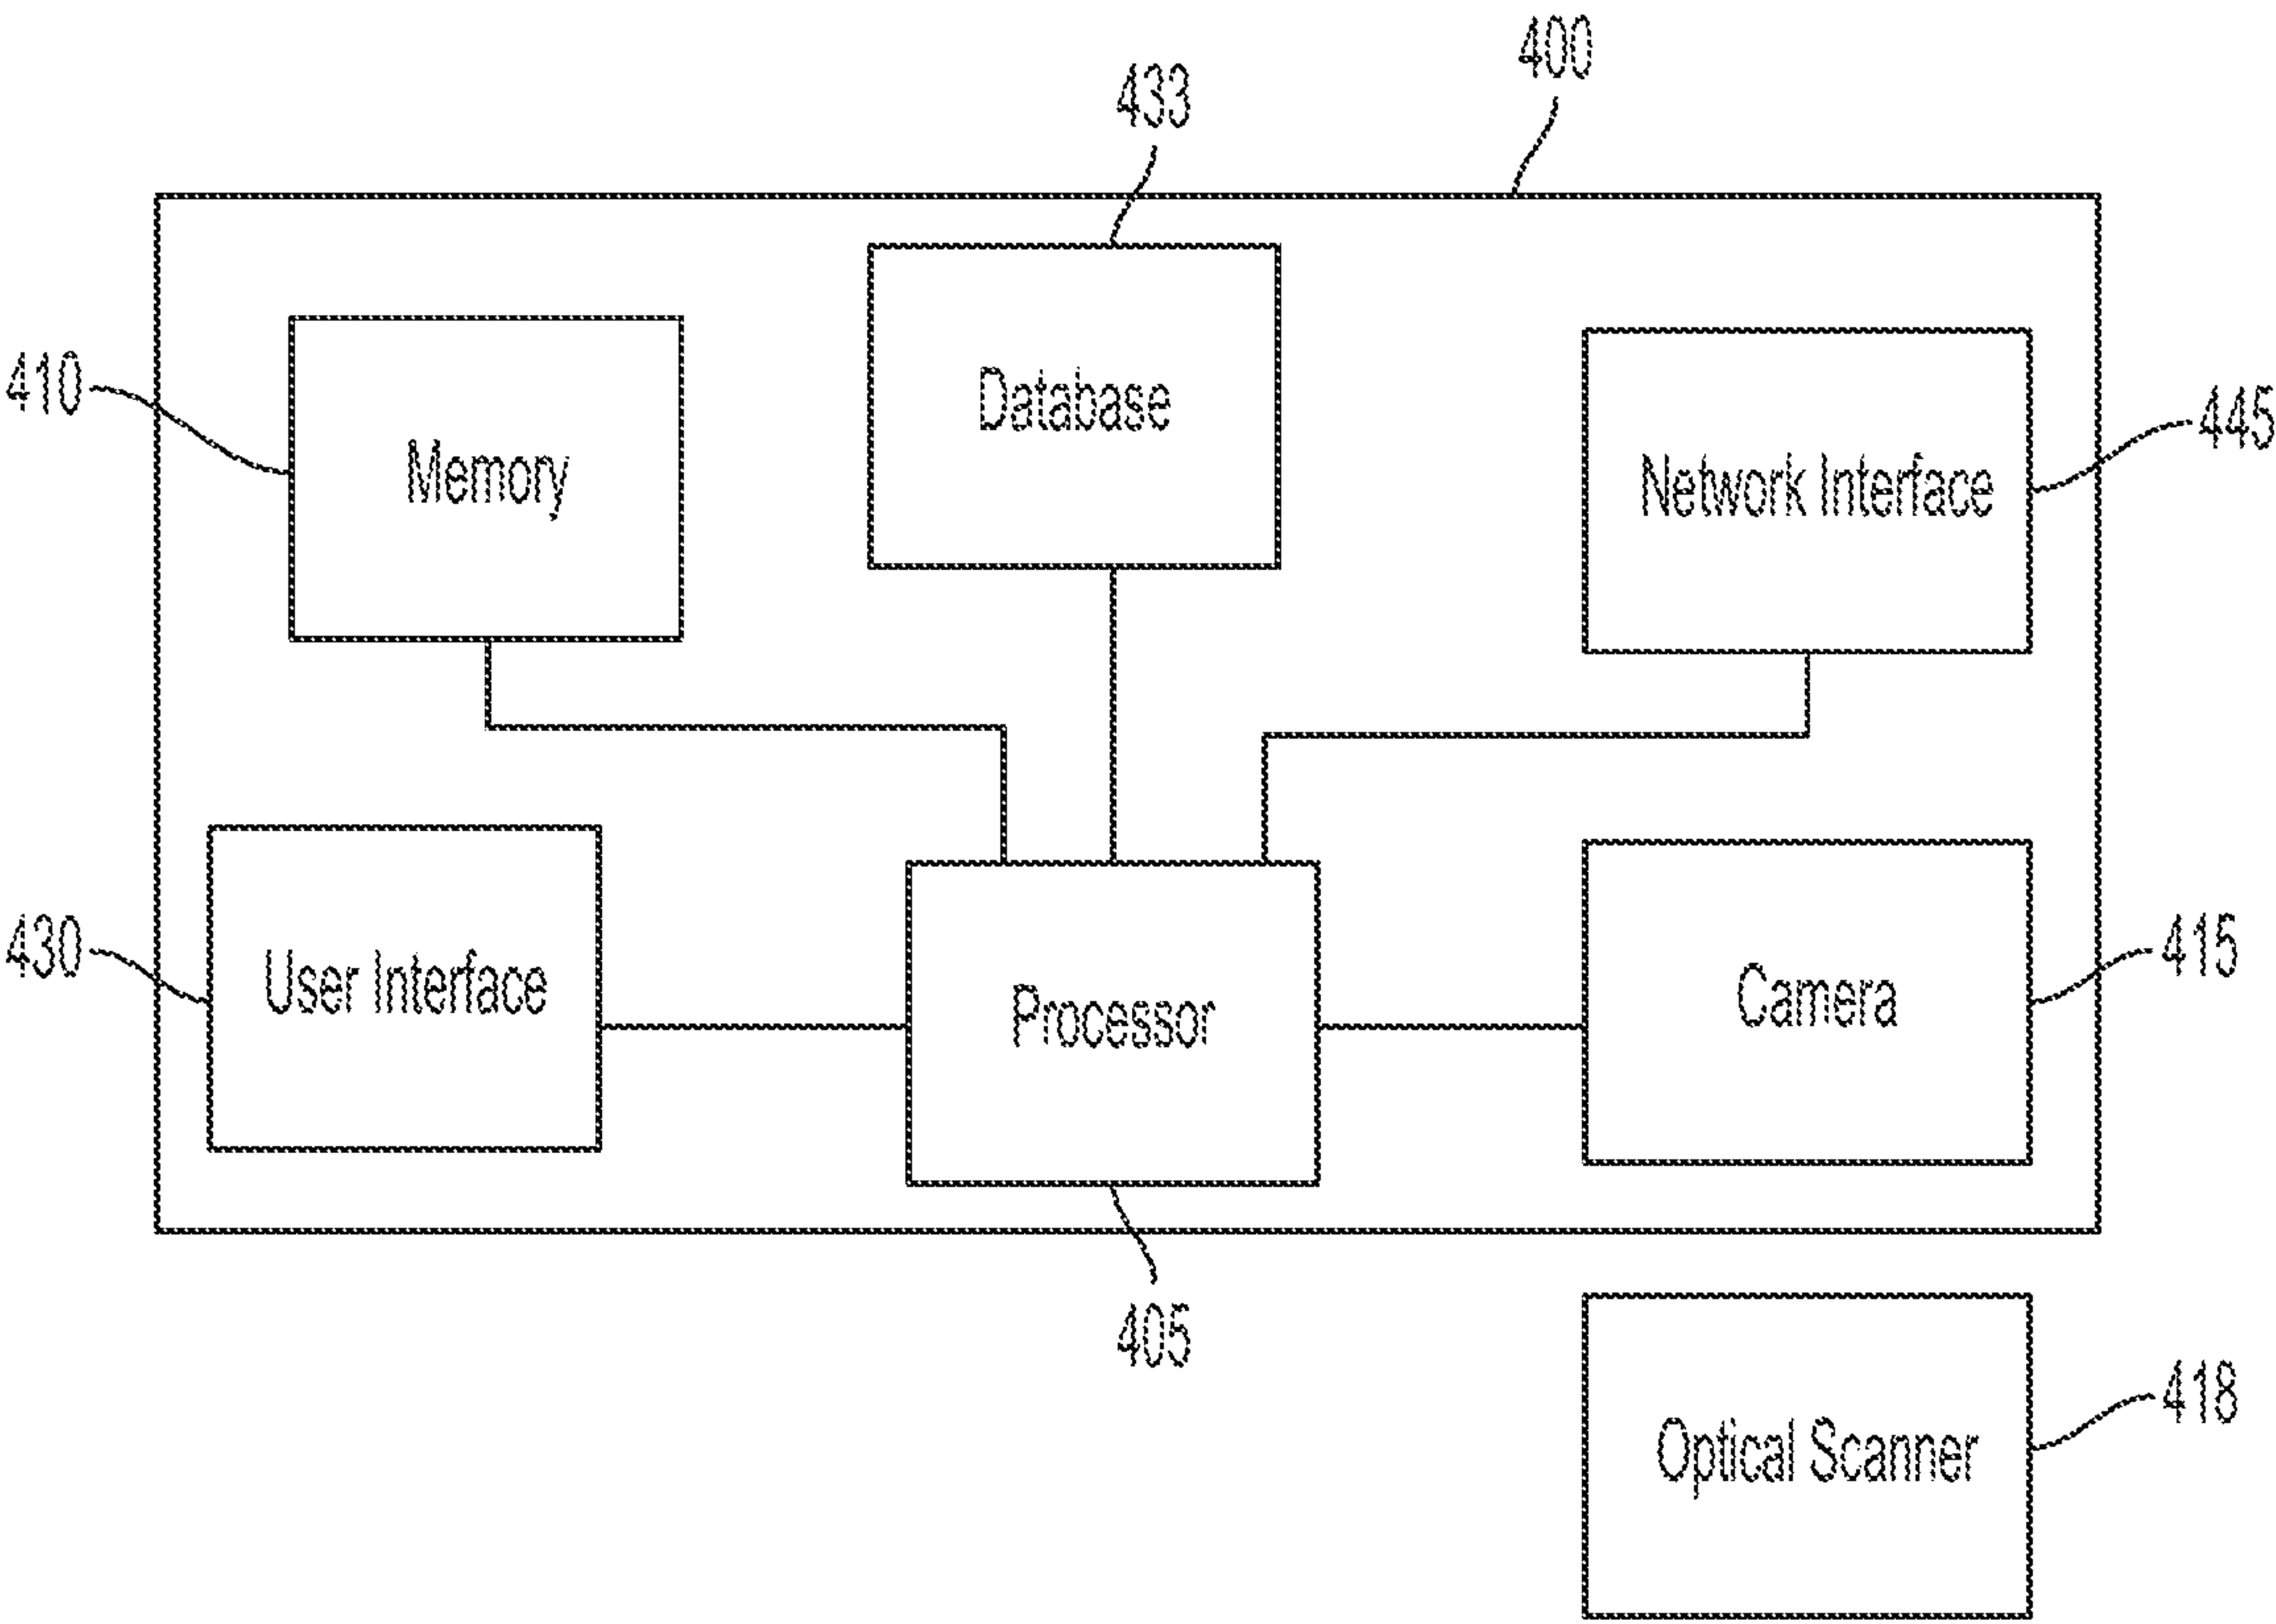 400
433
410
Memory
Database
Network Interface
445
430
User Interface
Processor
Camera
415
405
Optical Scanner
418